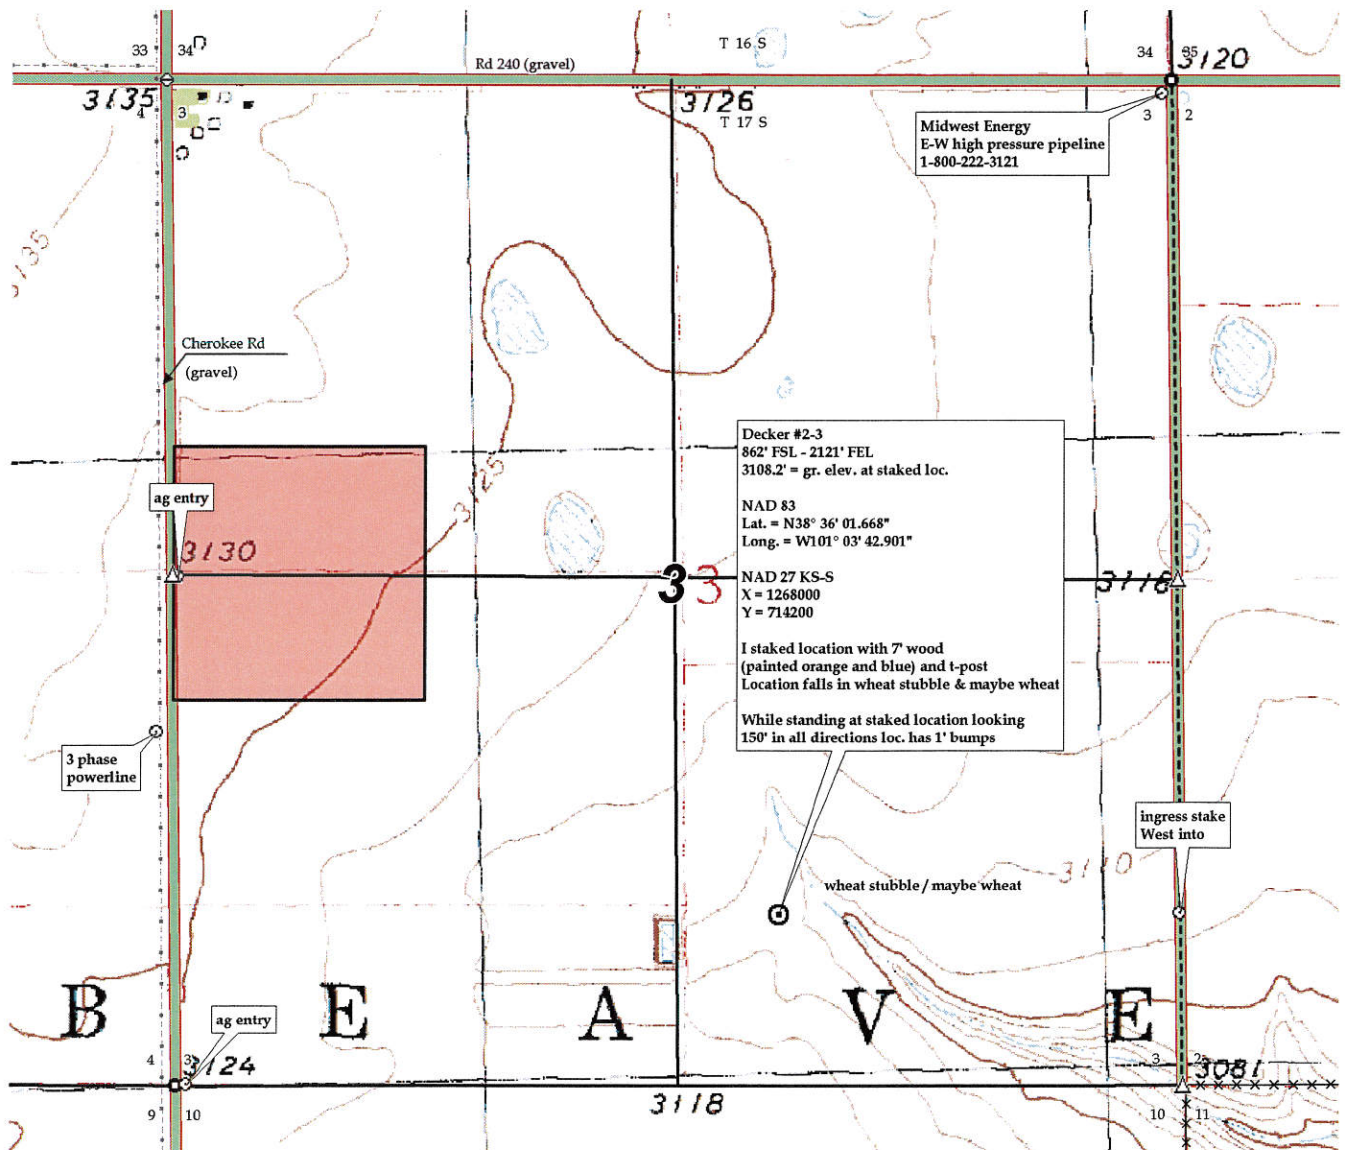 33
34
T 16 S
34
35
3120
Rd 240 (gravel)
3135
4
3
3126
T 17 S
3
2
Midwest Energy
E-W high pressure pipeline
1-800-222-3121
3135
Cherokee Rd
(gravel)
Decker #2-3
862' FSL - 2121' FEL
3108.2' = gr. elev. at staked loc.
NAD 83
Lat. = N38° 36' 01.668"
Long. = W101° 03' 42.901"
NAD 27 KS-S
X = 1268000
Y = 714200
I staked location with 7' wood
(painted orange and blue) and t-post
Location falls in wheat stubble & maybe wheat
While standing at staked location looking
150' in all directions loc. has 1' bumps
ag entry
3125
3130
3
3
3116
3 phase
powerline
ingress stake
West into
3110
wheat stubble / maybe wheat
B E A V E
ag entry
4
3
3124
3
2
3081
3118
9
10
10
11